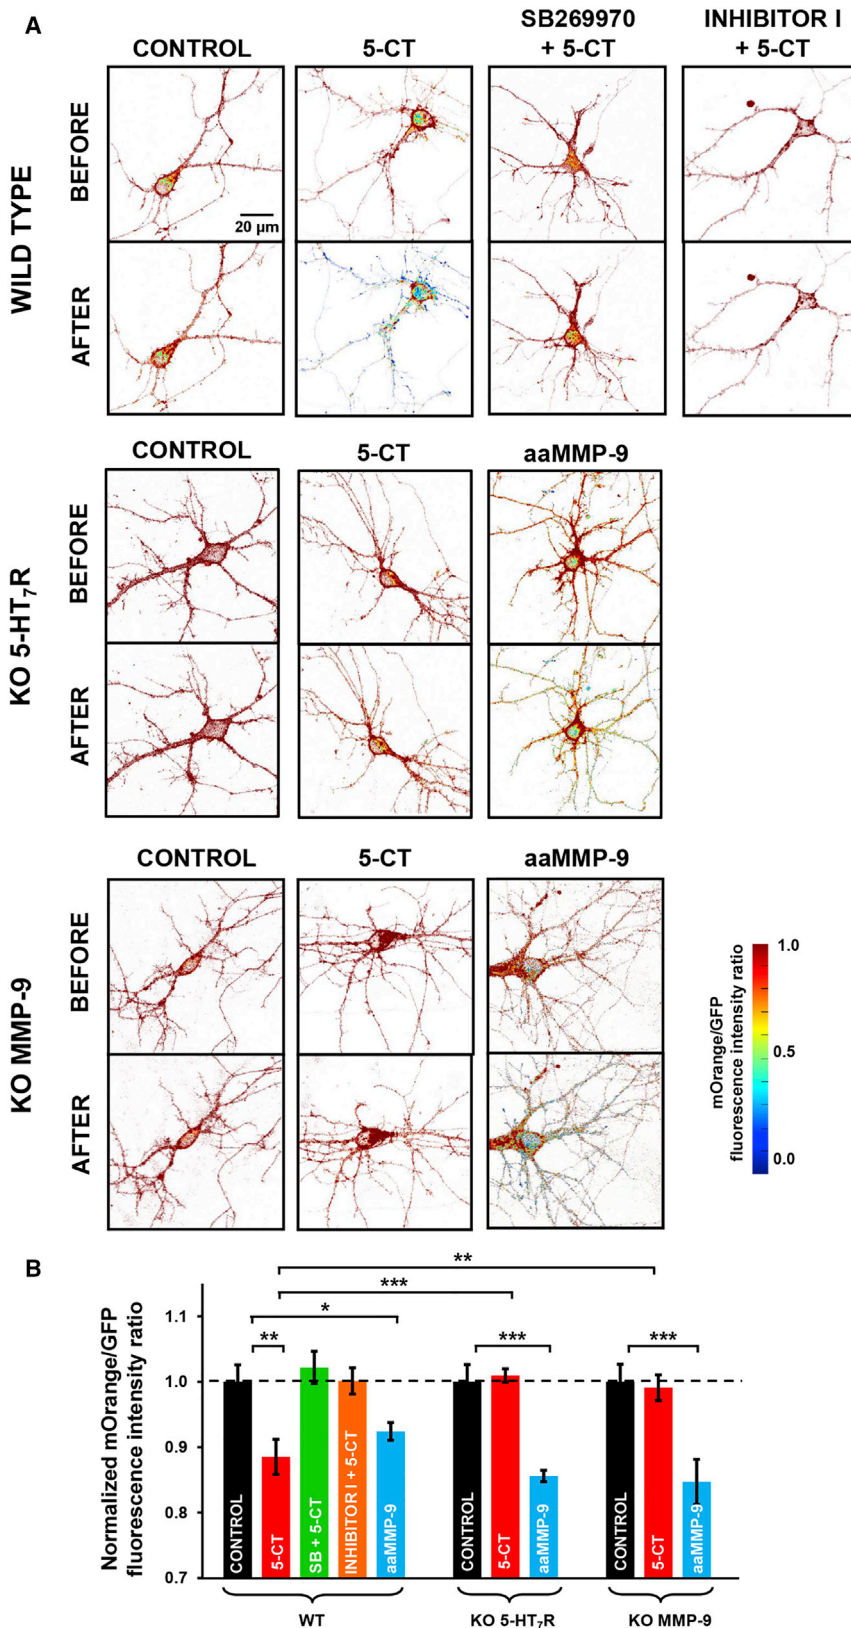 A
CONTROL
5-CT
SB269970
+ 5-CT
INHIBITOR I
+ 5-CT
WILD TYPE
BEFORE
20 µm
AFTER
CONTROL
5-CT
aaMMP-9
KO 5-HT₇R
BEFORE
AFTER
CONTROL
5-CT
aaMMP-9
KO MMP-9
BEFORE
AFTER
mOrange/GFP
fluorescence intensity ratio
1.0
0.5
0.0
B
Normalized mOrange/GFP
fluorescence intensity ratio
**
***
*
**
***
***
1.1
1.0
0.9
0.8
0.7
CONTROL
5-CT
SB + 5-CT
INHIBITOR I + 5-CT
aaMMP-9
CONTROL
5-CT
aaMMP-9
CONTROL
5-CT
aaMMP-9
WT
KO 5-HT₇R
KO MMP-9